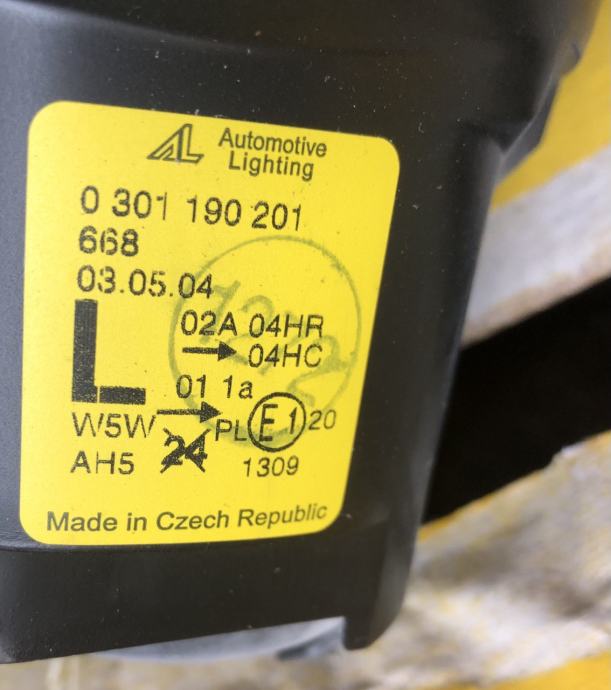 AL Automotive
Lighting
0 301 190 201
668
03.05.04
L
02A 04HR
→ 04HC
01 1a
W5W → PL E1 20
AH5 24 1309
Made in Czech Republic